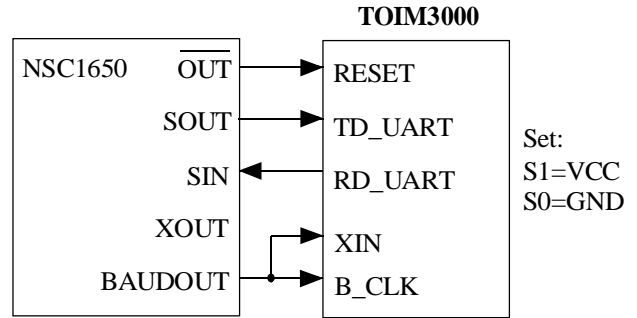 TOIM3000
NSC1650
OUT
RESET
SOUT
TD_UART
SIN
RD_UART
XOUT
XIN
BAUDOUT
B_CLK
Set:
S1=VCC
S0=GND